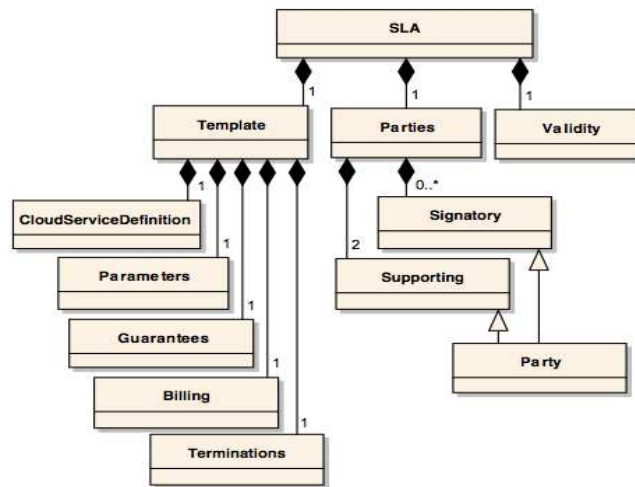 SLA
1
1
1
Template
Parties
Validity
1
0..*
CloudServiceDefinition
Signatory
1
2
Parameters
Supporting
1
Guarantees
Party
1
Billing
1
Terminations